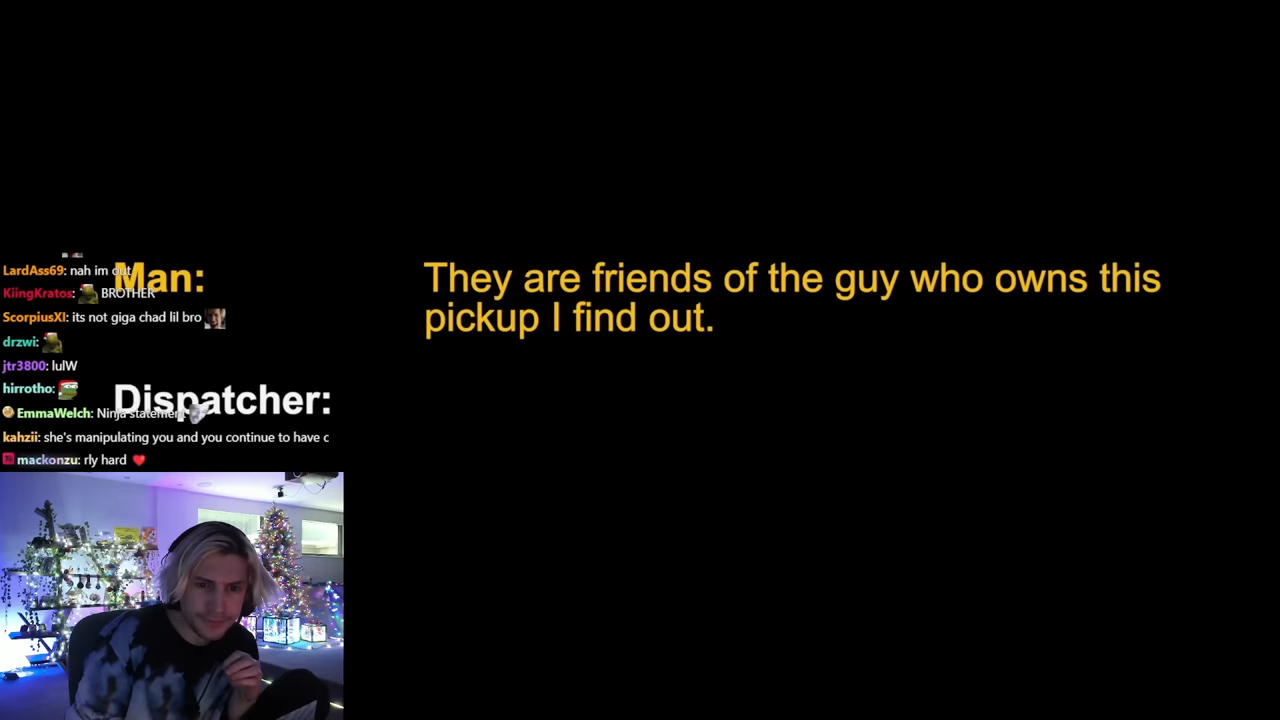 Man:
They are friends of the guy who owns this
pickup I find out.
Dispatcher:
LardAss69: nah im out
KiingKratos: BROTHER
ScorpiusXI: its not giga chad lil bro
drzwi:
jtr3800: lulW
hirrotho:
EmmaWelch: Ninja statement
kahzii: she's manipulating you and you continue to have c
mackonzu: rly hard